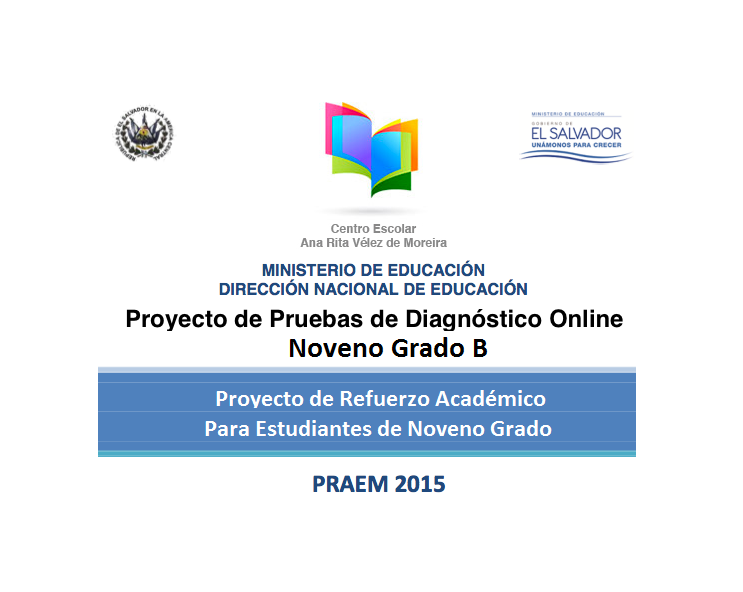 REPUBLICA DE EL SALVADOR EN LA AMERICA CENTRAL
MINISTERIO DE EDUCACIÓN
GOBIERNO DE
EL SALVADOR
UNÁMONOS PARA CRECER
Centro Escolar
Ana Rita Vélez de Moreira
MINISTERIO DE EDUCACIÓN
DIRECCIÓN NACIONAL DE EDUCACIÓN
Proyecto de Pruebas de Diagnóstico Online
Noveno Grado B
Proyecto de Refuerzo Académico
Para Estudiantes de Noveno Grado
PRAEM 2015